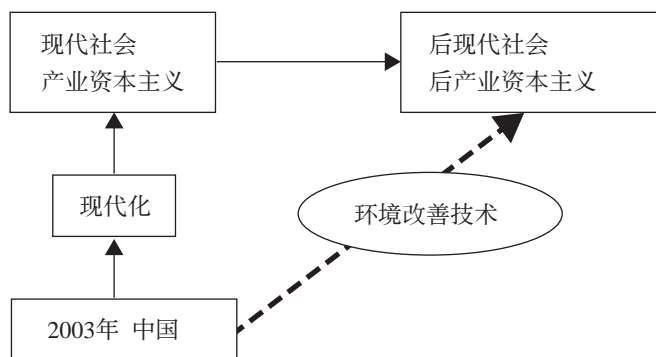 现代社会
产业资本主义
后现代社会
后产业资本主义
现代化
环境改善技术
2003年 中国